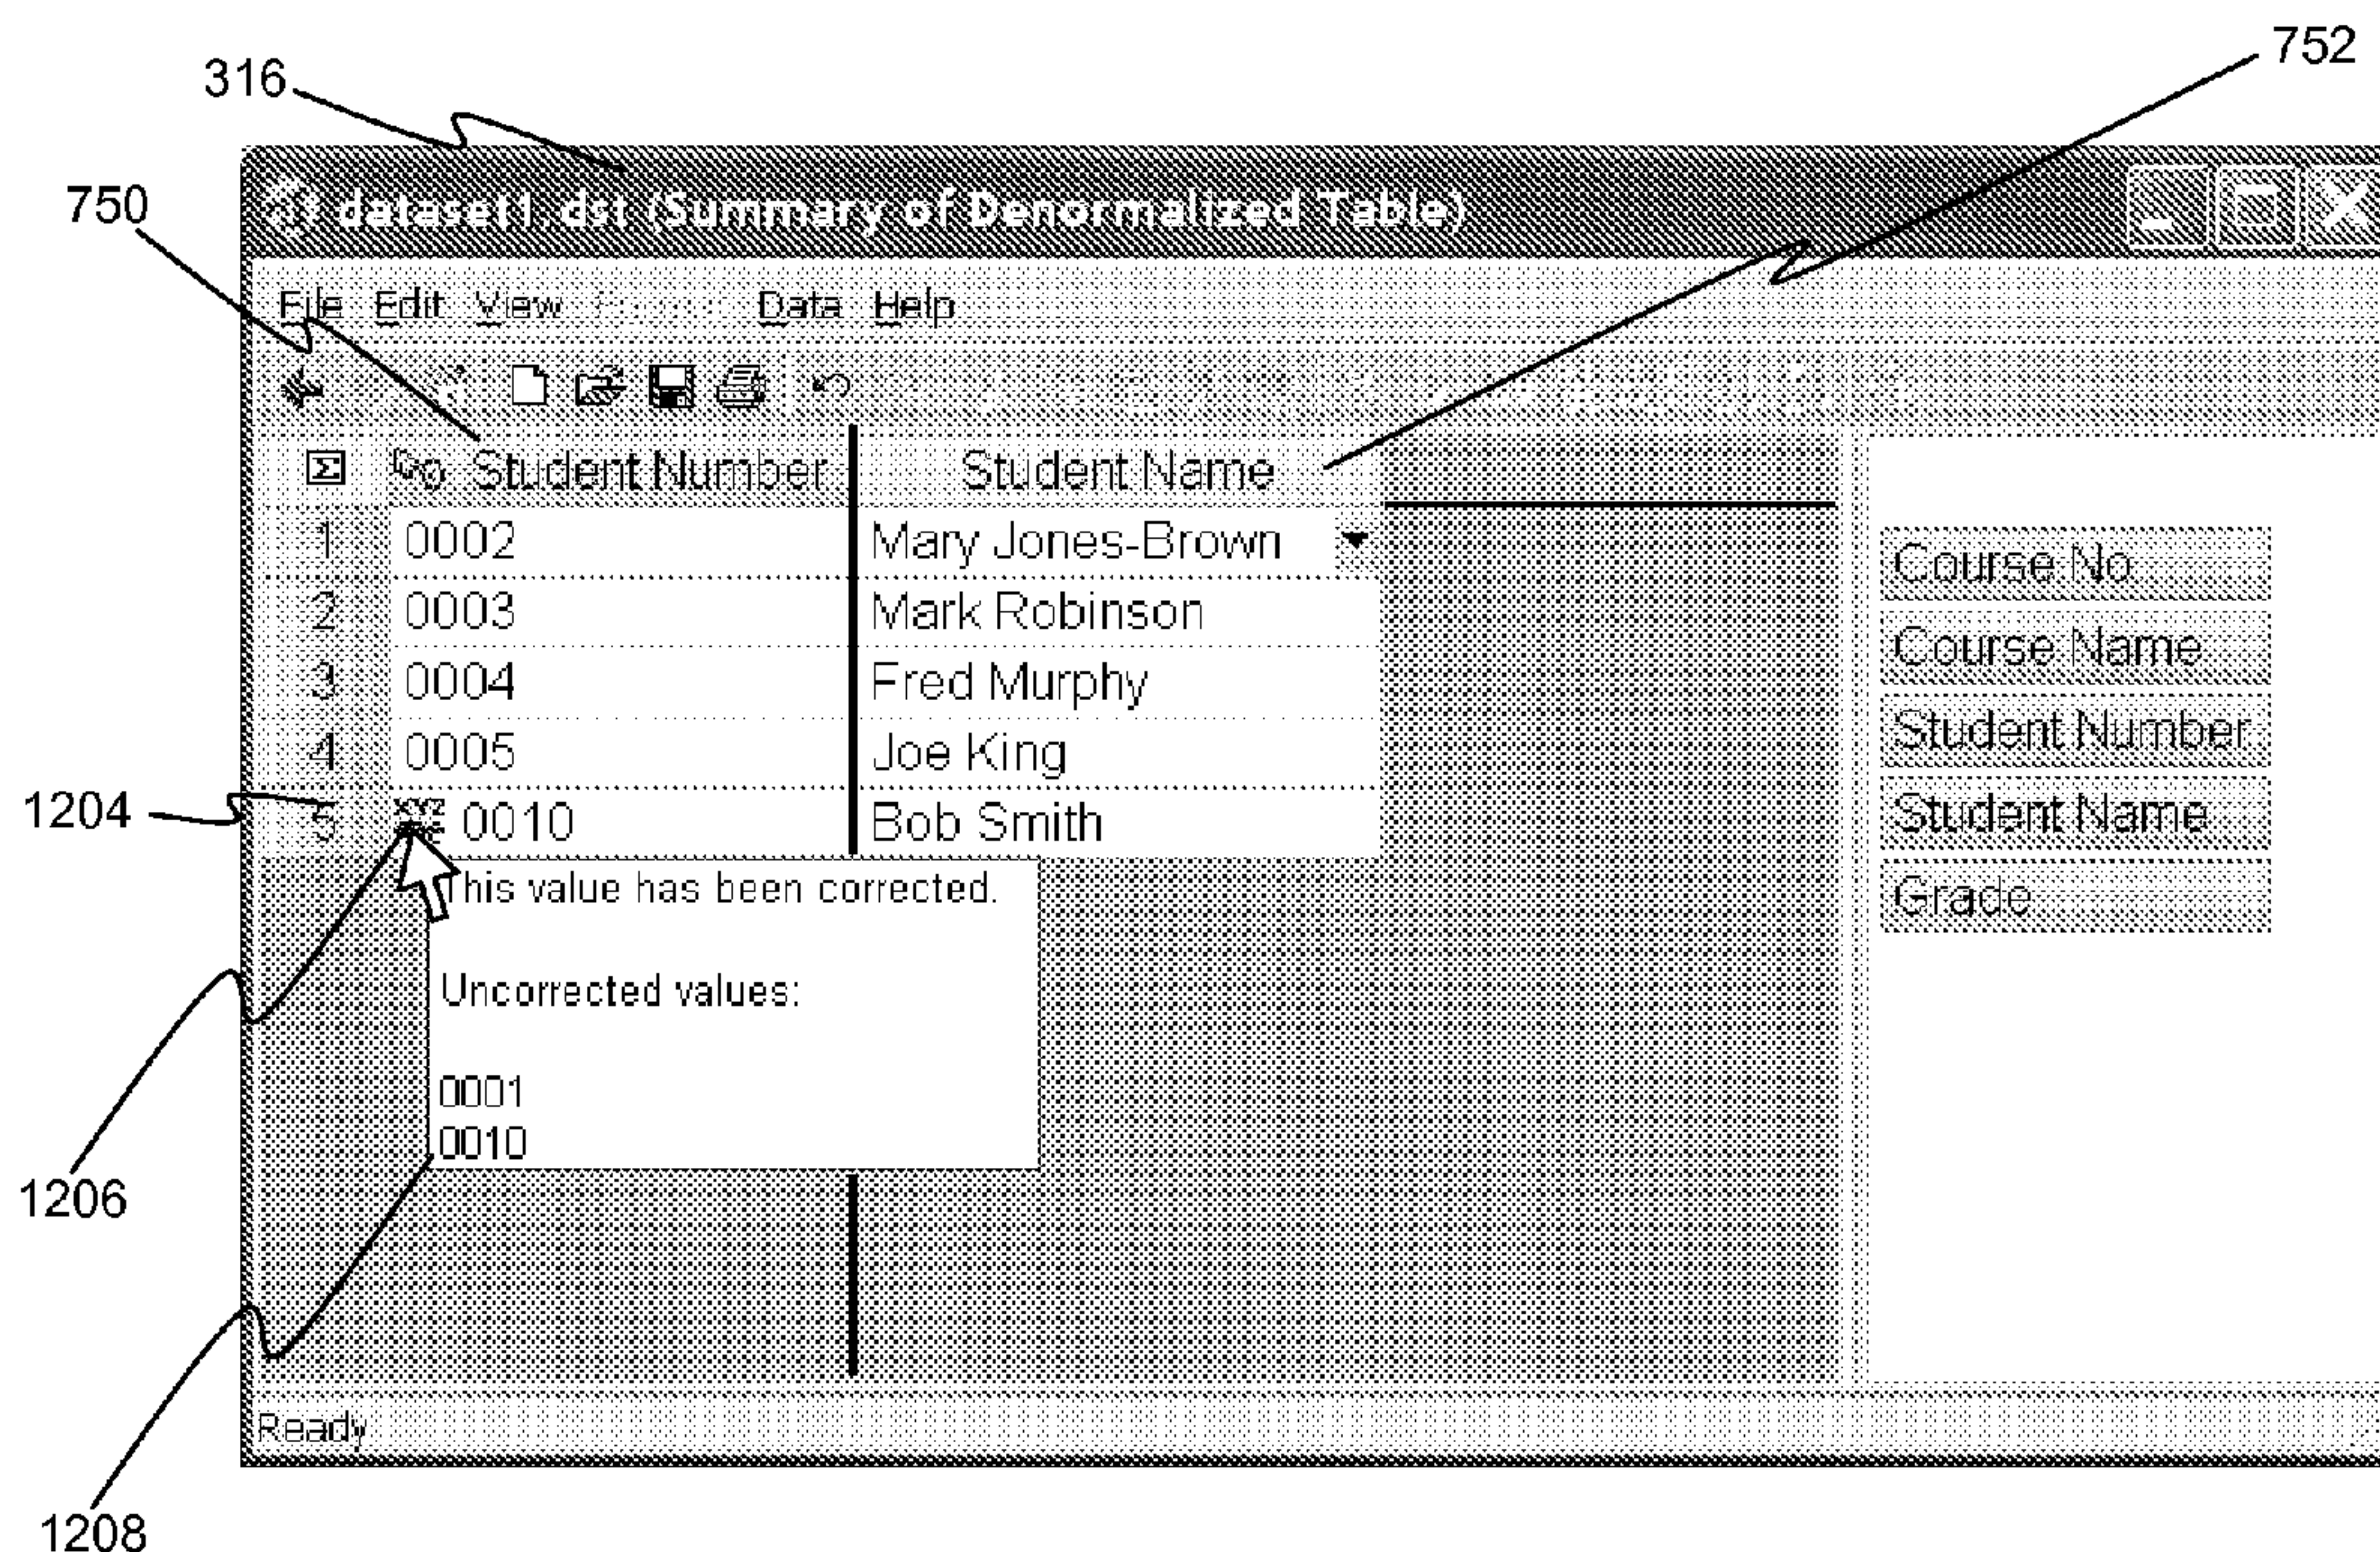 752
316
750
dataset1.dst (Summary of Denormalized Table)
File Edit View Data Help
Σ Student Number Student Name
1 0002 Mary Jones-Brown
2 0003 Mark Robinson
3 0004 Fred Murphy
4 0005 Joe King
5 0010 Bob Smith
1204
This value has been corrected.
Uncorrected values:
0001
0010
1206
1208
Course No
Course Name
Student Number
Student Name
Grade
Ready